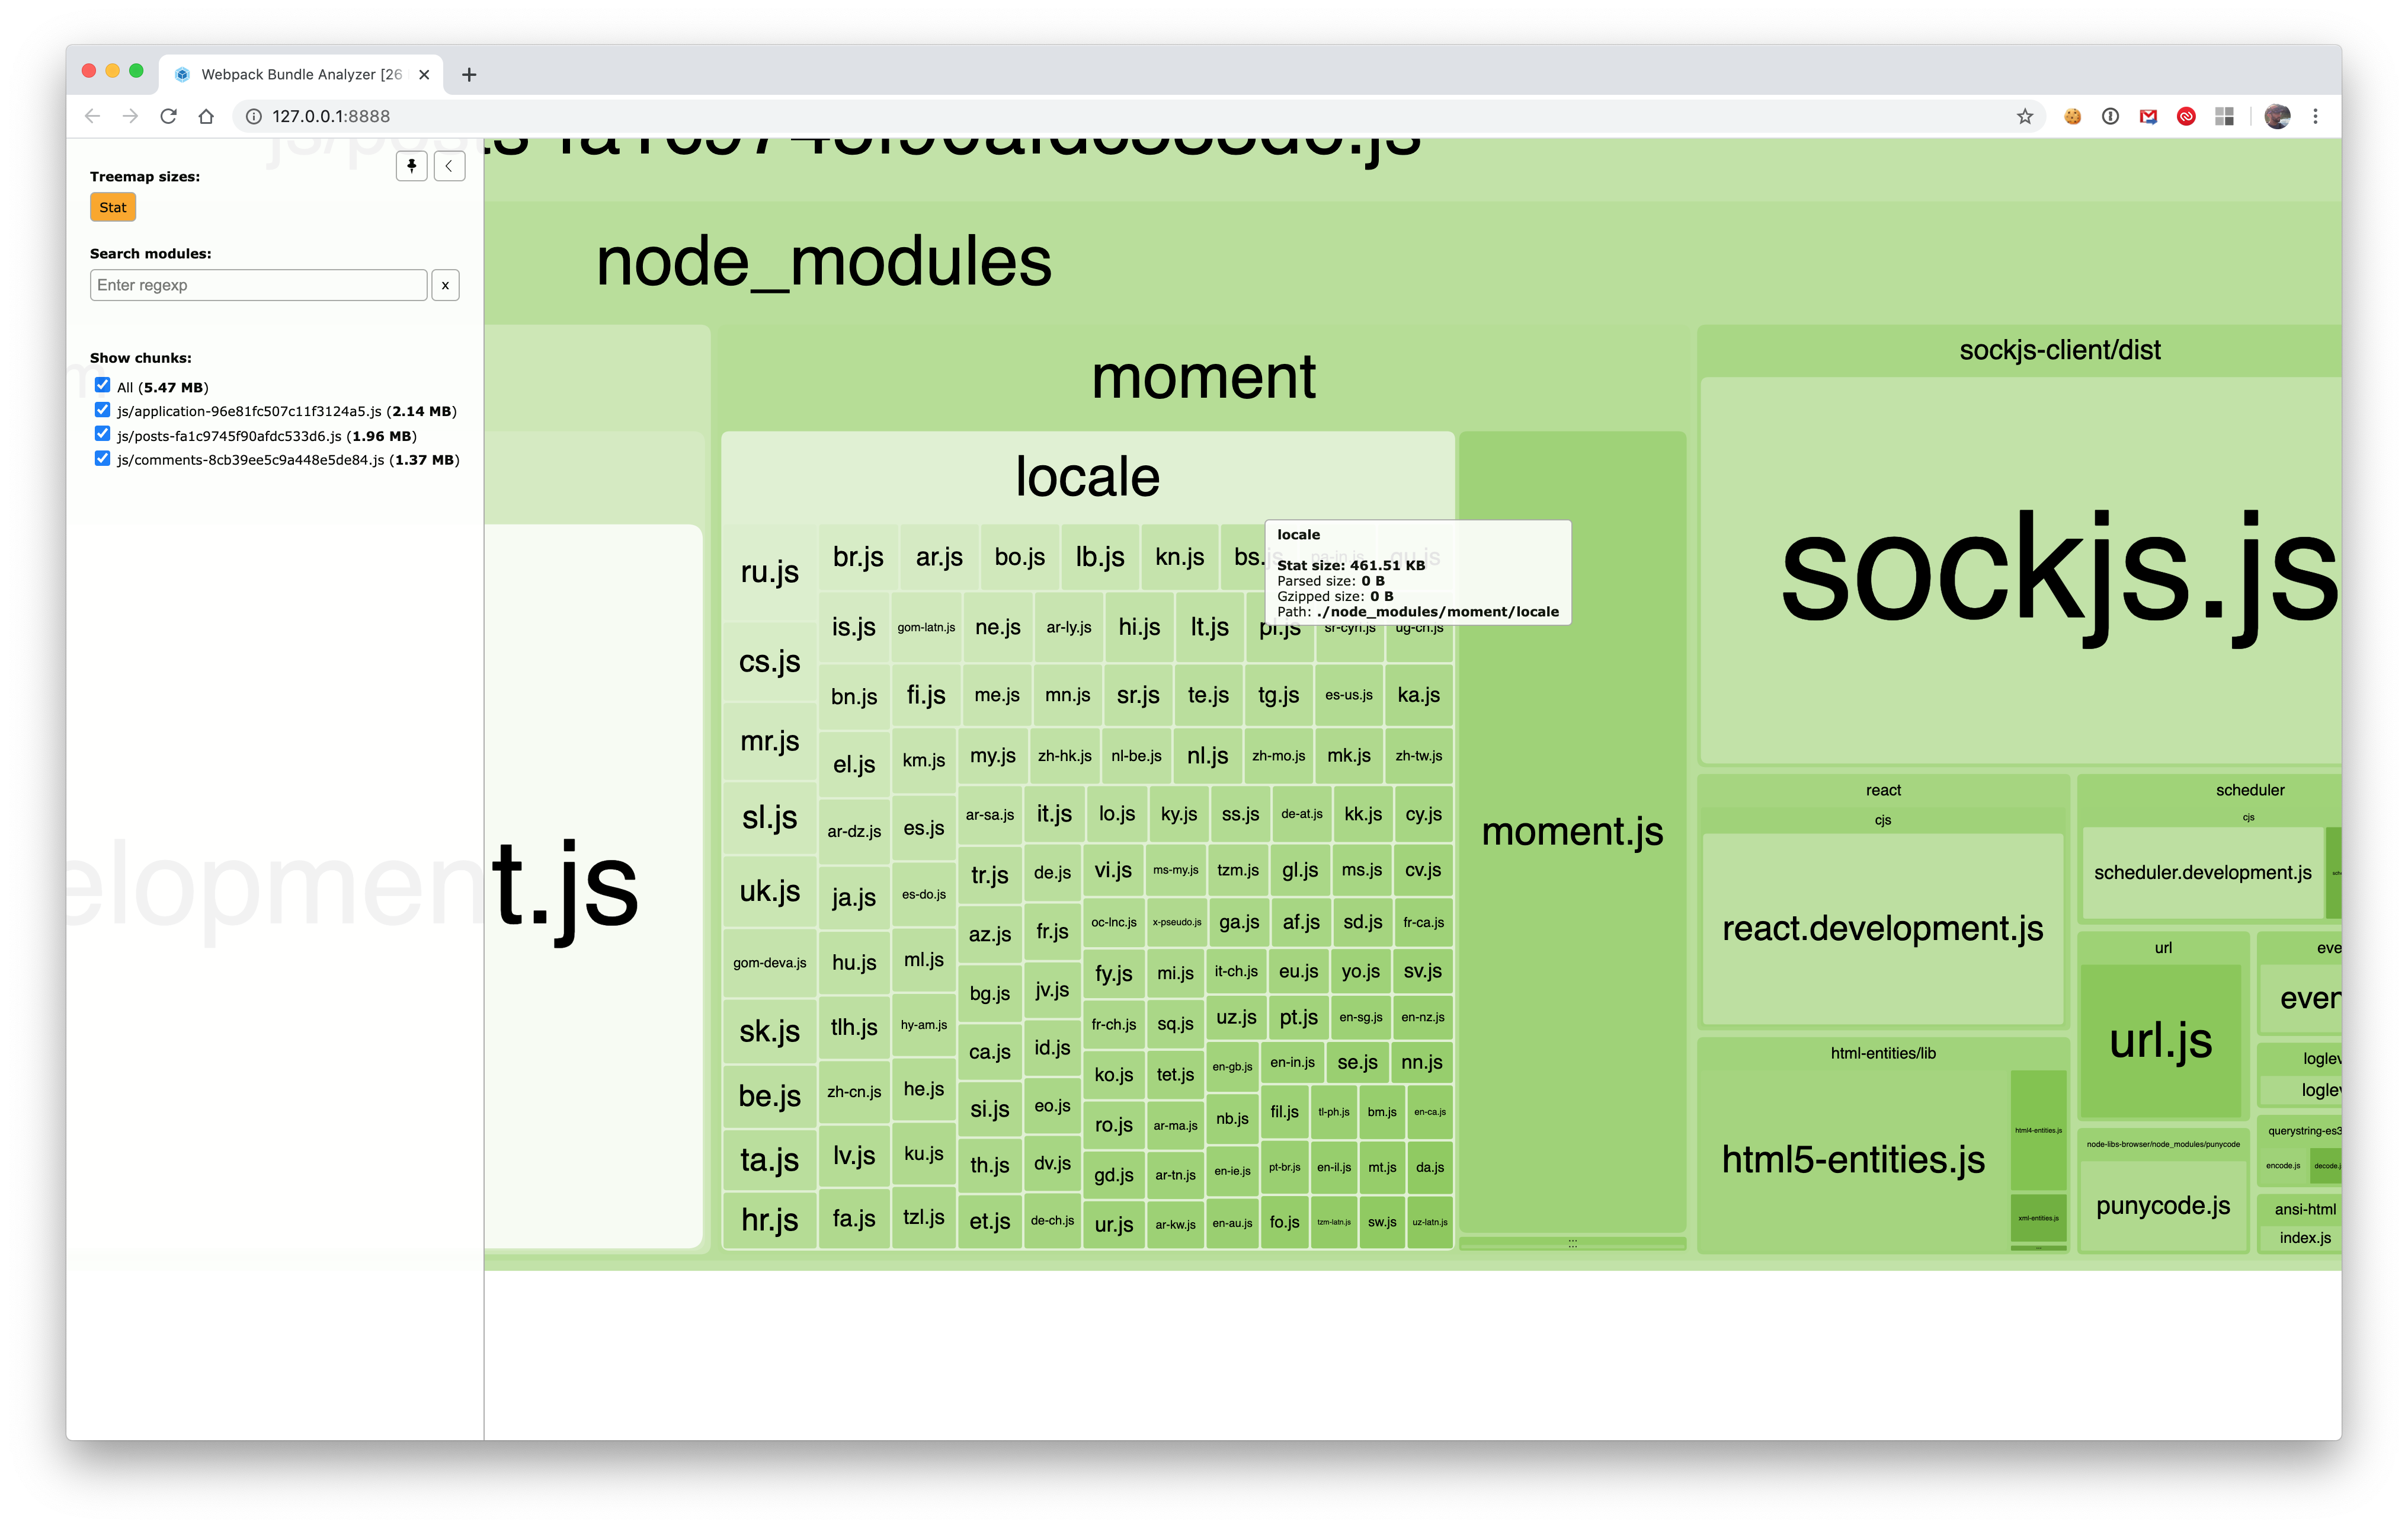 Webpack Bundle Analyzer [26
127.0.0.1:8888
Treemap sizes:
Stat
Search modules:
Enter regexp
x
Show chunks:
All (5.47 MB)
js/application-96e81fc507c11f3124a5.js (2.14 MB)
js/posts-fa1c9745f90afdc533d6.js (1.96 MB)
js/comments-8cb39ee5c9a448e5de84.js (1.37 MB)
js/posts-fa1c9745f90afdc533d6.js
node_modules
elopment.js
moment
locale
ru.js
cs.js
mr.js
sl.js
uk.js
gom-deva.js
sk.js
be.js
ta.js
hr.js
br.js ar.js bo.js lb.js kn.js bs.js pa-in.js gu.js
is.js gom-latn.js ne.js ar-ly.js hi.js lt.js pl.js sr-cyrl.js ug-cn.js
bn.js fi.js me.js mn.js sr.js te.js tg.js es-us.js ka.js
el.js km.js my.js zh-hk.js nl-be.js nl.js zh-mo.js mk.js zh-tw.js
ar-dz.js es.js ar-sa.js it.js lo.js ky.js ss.js de-at.js kk.js cy.js
ja.js es-do.js tr.js de.js vi.js ms-my.js tzm.js gl.js ms.js cv.js
hu.js ml.js az.js fr.js oc-lnc.js x-pseudo.js ga.js af.js sd.js fr-ca.js
tlh.js hy-am.js bg.js jv.js fy.js mi.js it-ch.js eu.js yo.js sv.js
zh-cn.js he.js ca.js id.js fr-ch.js sq.js uz.js pt.js en-sg.js en-nz.js
lv.js ku.js si.js eo.js ko.js tet.js en-gb.js en-in.js se.js nn.js
fa.js tzl.js th.js dv.js ro.js ar-ma.js nb.js fil.js tl-ph.js bm.js en-ca.js
et.js de-ch.js gd.js ar-tn.js en-ie.js pt-br.js en-il.js mt.js da.js
ur.js ar-kw.js en-au.js fo.js tzm-latn.js sw.js uz-latn.js
locale
Stat size: 461.51 KB
Parsed size: 0 B
Gzipped size: 0 B
Path: ./node_modules/moment/locale
moment.js
sockjs-client/dist
sockjs.js
react
cjs
react.development.js
scheduler
cjs
scheduler.development.js
html-entities/lib
html5-entities.js
html4-entities.js
xml-entities.js
url
url.js
node-libs-browser/node_modules/punycode
punycode.js
eve
even
loglev
loglev
querystring-es3
encode.js decode.j
ansi-html
index.js